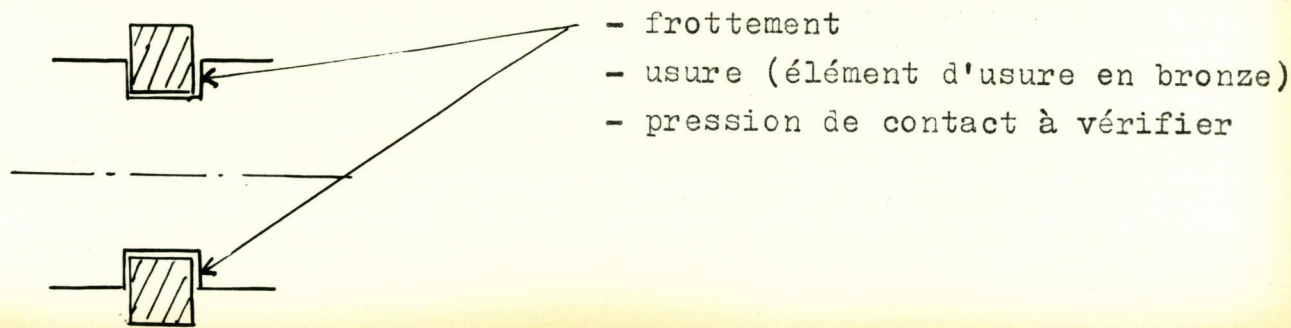 - frottement
- usure (élément d'usure en bronze)
- pression de contact à vérifier